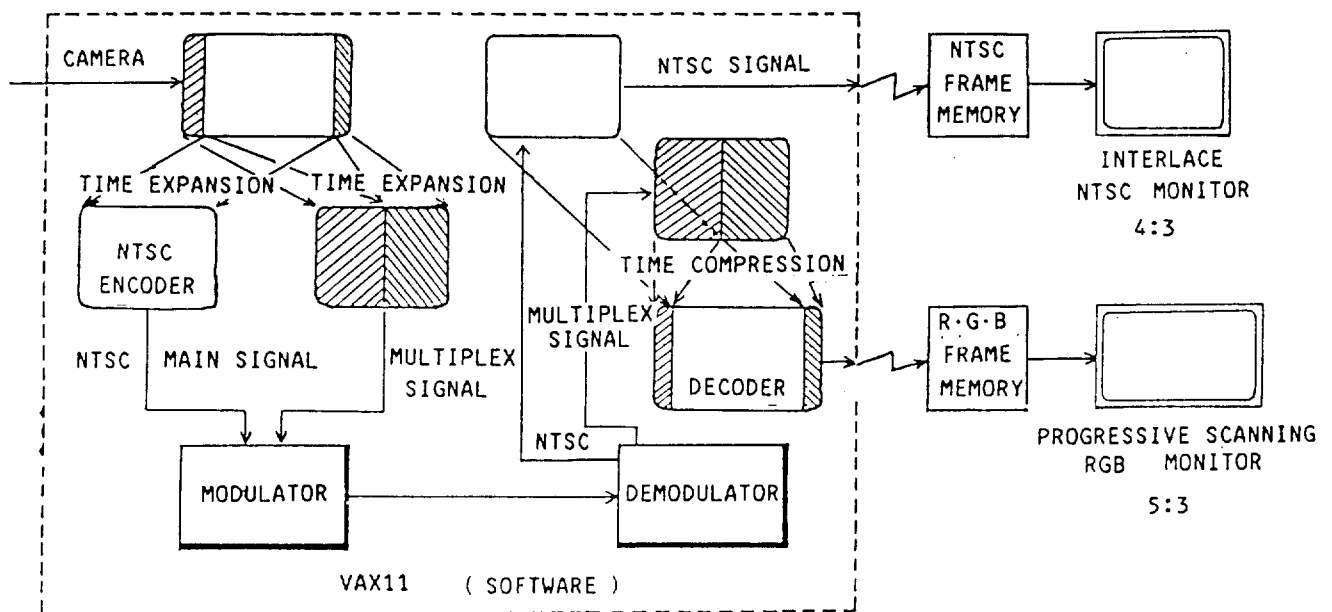 CAMERA
TIME EXPANSION
TIME EXPANSION
NTSC
ENCODER
NTSC
MAIN SIGNAL
MULTIPLEX
SIGNAL
MODULATOR
NTSC SIGNAL
TIME COMPRESSION
MULTIPLEX
SIGNAL
DECODER
NTSC
DEMODULATOR
VAX11 ( SOFTWARE )
NTSC
FRAME
MEMORY
INTERLACE
NTSC MONITOR
4:3
R·G·B
FRAME
MEMORY
PROGRESSIVE SCANNING
RGB MONITOR
5:3